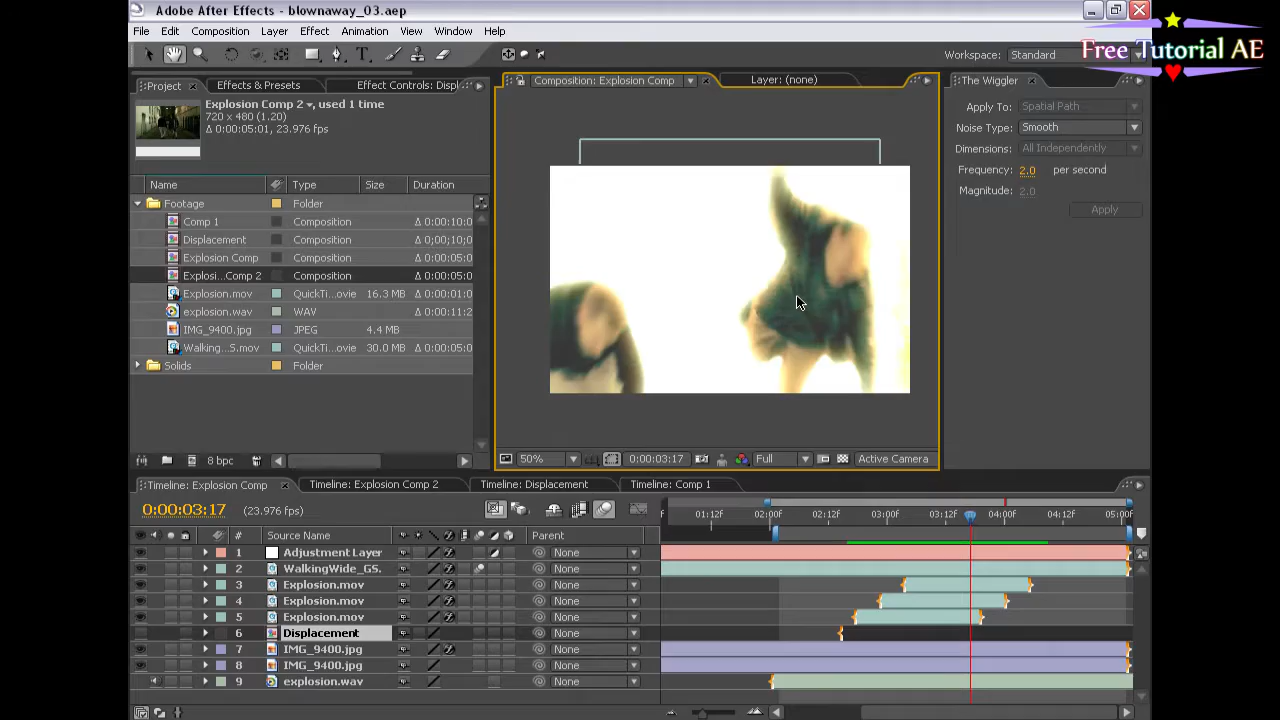 Adobe After Effects - blownaway_03.aep
File Edit Composition Layer Effect Animation View Window Help
Workspace: Standard
Free Tutorial AE
Project Effects & Presets Effect Controls: Displ
Explosion Comp 2, used 1 time
720 x 480 (1.20)
Δ 0:00:05:01, 23.976 fps
Name Type Size Duration
Footage Folder
Comp 1 Composition Δ 0:00:10:0
Displacement Composition Δ 0;00;10;0
Explosion Comp Composition Δ 0:00:05:0
Explosi...Comp 2 Composition Δ 0:00:05:0
Explosion.mov QuickTi...ovie 16.3 MB Δ 0:00:01:0
explosion.wav WAV Δ 0:00:11:2
IMG_9400.jpg JPEG 4.4 MB
Walking...S.mov QuickTi...ovie 30.0 MB Δ 0:00:05:0
Solids Folder
8 bpc
Composition: Explosion Comp Layer: (none)
50% 0:00:03:17 Full Active Camera
The Wiggler
Apply To: Spatial Path
Noise Type: Smooth
Dimensions: All Independently
Frequency: 2.0 per second
Magnitude: 2.0
Apply
Timeline: Explosion Comp Timeline: Explosion Comp 2 Timeline: Displacement Timeline: Comp 1
0:00:03:17 (23.976 fps)
f 01:12f 02:00f 02:12f 03:00f 03:12f 04:00f 04:12f 05:00f
# Source Name Parent
1 Adjustment Layer None
2 WalkingWide_GS. None
3 Explosion.mov None
4 Explosion.mov None
5 Explosion.mov None
6 Displacement None
7 IMG_9400.jpg None
8 IMG_9400.jpg None
9 explosion.wav None